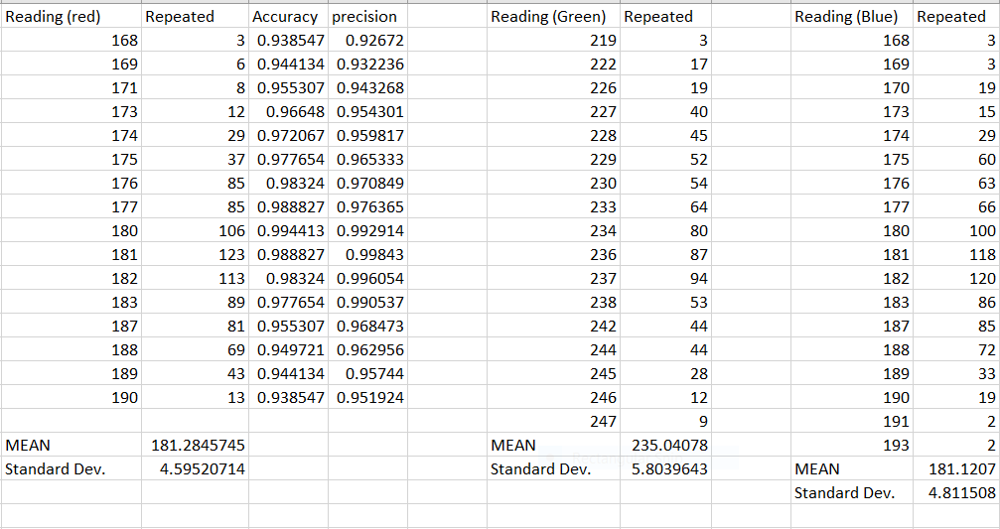 Reading (red) Repeated Accuracy precision Reading (Green) Repeated Reading (Blue) Repeated
168 3 0.938547 0.92672 219 3 168 3
169 6 0.944134 0.932236 222 17 169 3
171 8 0.955307 0.943268 226 19 170 19
173 12 0.96648 0.954301 227 40 173 15
174 29 0.972067 0.959817 228 45 174 29
175 37 0.977654 0.965333 229 52 175 60
176 85 0.98324 0.970849 230 54 176 63
177 85 0.988827 0.976365 233 64 177 66
180 106 0.994413 0.992914 234 80 180 100
181 123 0.988827 0.99843 236 87 181 118
182 113 0.98324 0.996054 237 94 182 120
183 89 0.977654 0.990537 238 53 183 86
187 81 0.955307 0.968473 242 44 187 85
188 69 0.949721 0.962956 244 44 188 72
189 43 0.944134 0.95744 245 28 189 33
190 13 0.938547 0.951924 246 12 190 19
247 9 191 2
MEAN 181.2845745 MEAN 235.04078 193 2
Standard Dev. 4.59520714 Standard Dev. 5.8039643 MEAN 181.1207
Standard Dev. 4.811508